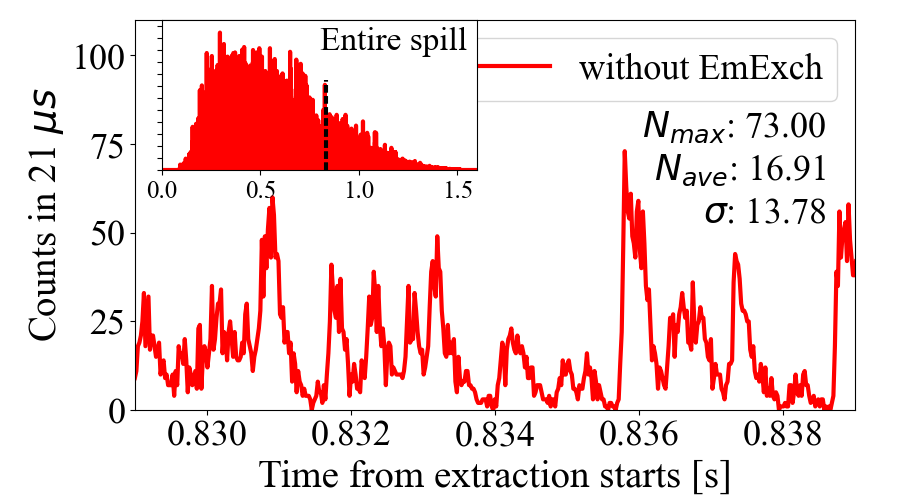 Entire spill
without EmExch
N_max: 73.00
N_ave: 16.91
σ: 13.78
0.0 0.5 1.0 1.5
100
75
50
25
0
Counts in 21 μs
0.830 0.832 0.834 0.836 0.838
Time from extraction starts [s]